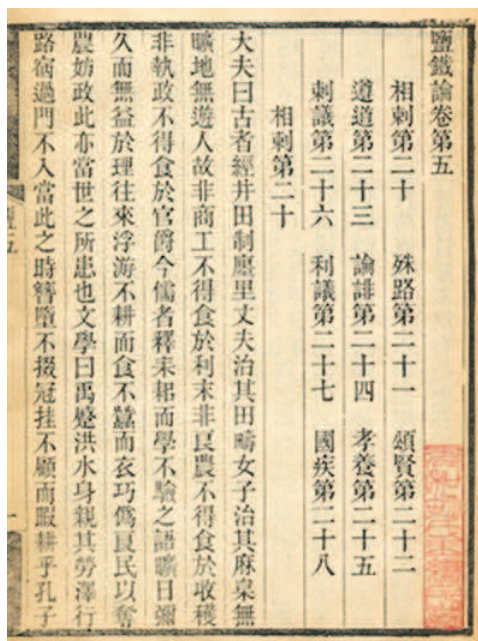 鹽鐵論卷第五
相刺第二十　殊路第二十一　頌賢第二十二
遵道第二十三　論誹第二十四　孝養第二十五
刺議第二十六　利議第二十七　國疾第二十八
相刺第二十
大夫曰古者經井田制廛里丈夫治其田疇女子治其麻枲無
曠地無遊人故非商工不得食於利末非良農不得食於收穫
非執政不得食於官爵今儒者釋耒耜而學不驗之語曠日彌
久而無益於理往來浮游不耕而食不蠶而衣巧僞良民以奪
農妨政此亦當世之所患也文學曰禹蹙洪水身親其勞澤行
路宿過門不入當此之時簪墮不掇冠挂不顧而暇耕乎孔子